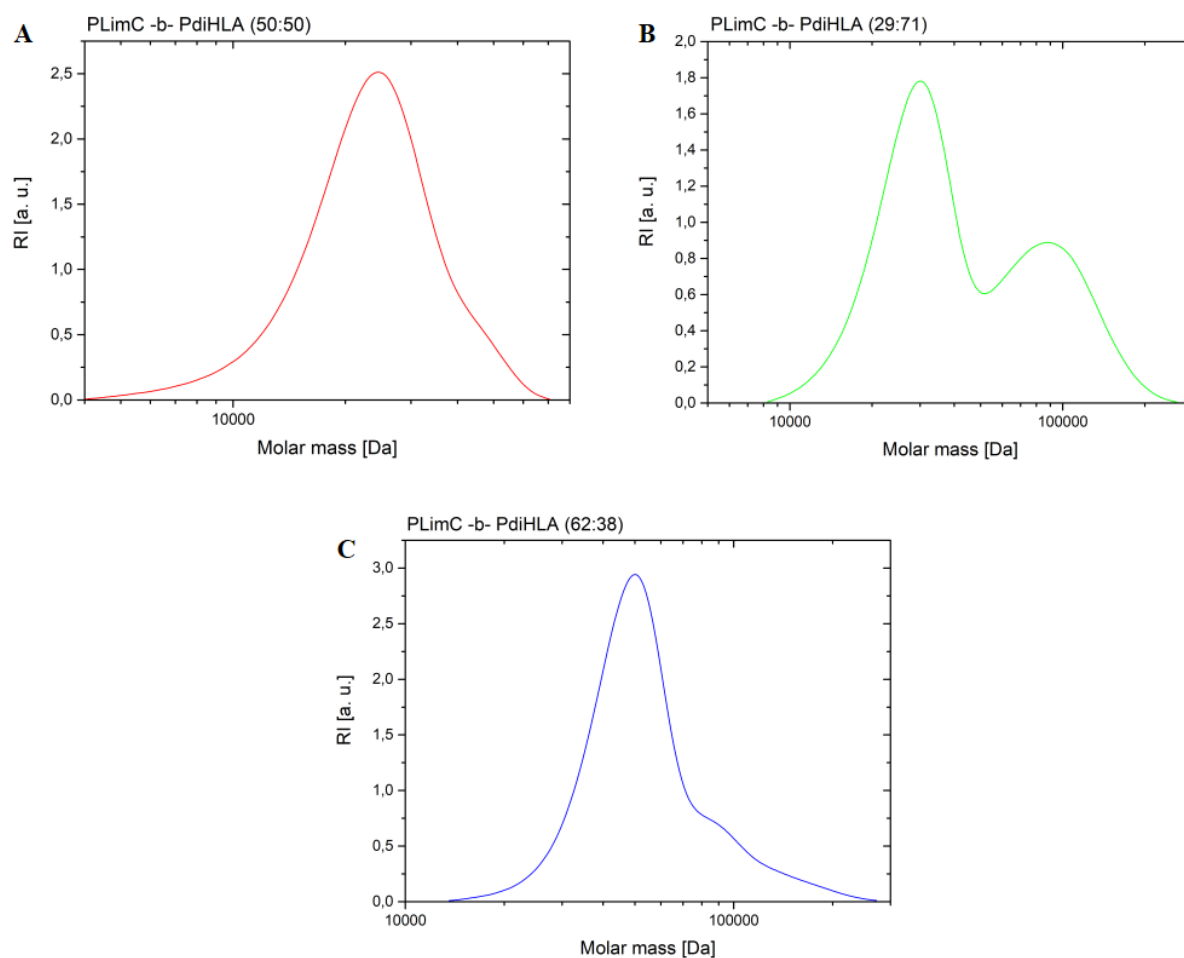 A
PLimC -b- PdiHLA (50:50)
2,5
2,0
1,5
1,0
0,5
0,0
RI [a. u.]
10000
Molar mass [Da]
B
PLimC -b- PdiHLA (29:71)
2,0
1,8
1,6
1,4
1,2
1,0
0,8
0,6
0,4
0,2
0,0
RI [a. u.]
10000 100000
Molar mass [Da]
C
PLimC -b- PdiHLA (62:38)
3,0
2,5
2,0
1,5
1,0
0,5
0,0
RI [a. u.]
10000 100000
Molar mass [Da]